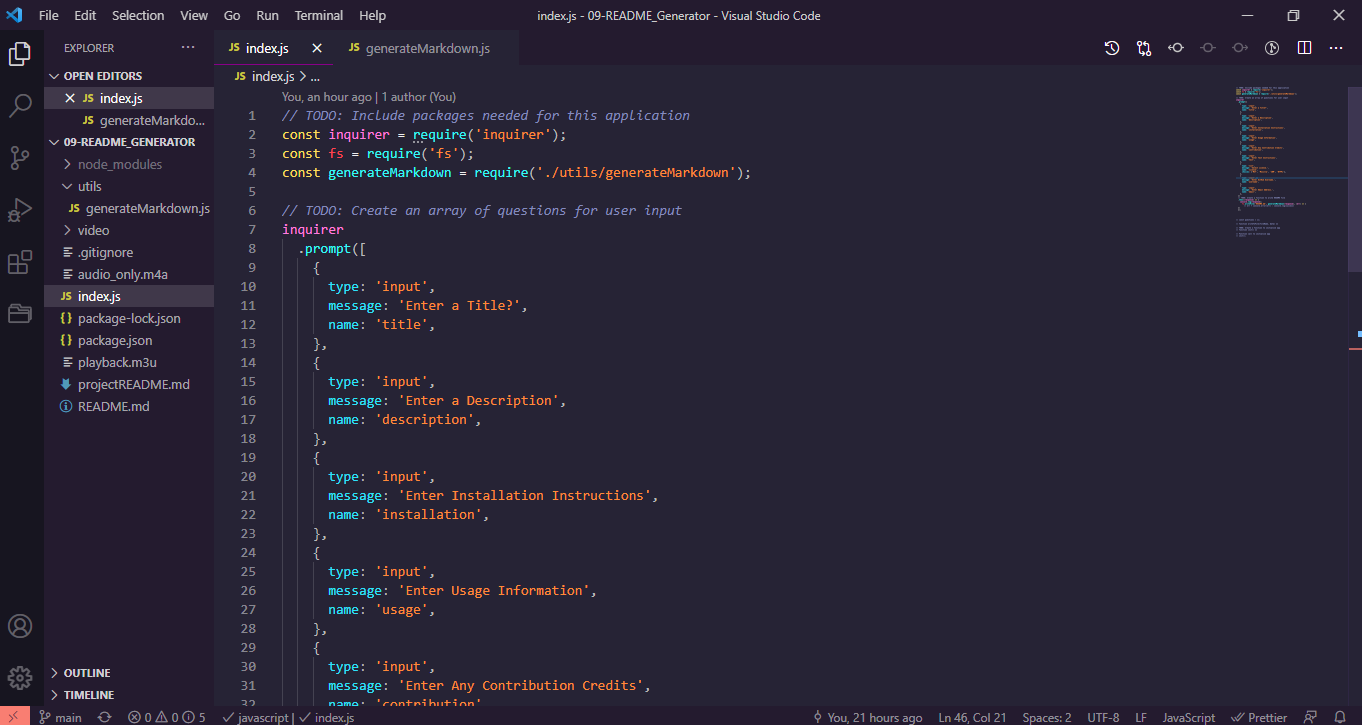 File Edit Selection View Go Run Terminal Help
index.js - 09-README_Generator - Visual Studio Code
EXPLORER
OPEN EDITORS
JS index.js
JS generateMarkdo...
09-README_GENERATOR
node_modules
utils
JS generateMarkdown.js
video
.gitignore
audio_only.m4a
JS index.js
{} package-lock.json
{} package.json
playback.m3u
projectREADME.md
README.md
OUTLINE
TIMELINE
JS index.js
JS generateMarkdown.js
JS index.js > ...
You, an hour ago | 1 author (You)
1 // TODO: Include packages needed for this application
2 const inquirer = require('inquirer');
3 const fs = require('fs');
4 const generateMarkdown = require('./utils/generateMarkdown');
5
6 // TODO: Create an array of questions for user input
7 inquirer
8 .prompt([
9 {
10 type: 'input',
11 message: 'Enter a Title?',
12 name: 'title',
13 },
14 {
15 type: 'input',
16 message: 'Enter a Description',
17 name: 'description',
18 },
19 {
20 type: 'input',
21 message: 'Enter Installation Instructions',
22 name: 'installation',
23 },
24 {
25 type: 'input',
26 message: 'Enter Usage Information',
27 name: 'usage',
28 },
29 {
30 type: 'input',
31 message: 'Enter Any Contribution Credits',
32 name: 'contribution'
main 0 0 5 javascript | index.js You, 21 hours ago Ln 46, Col 21 Spaces: 2 UTF-8 LF JavaScript Prettier